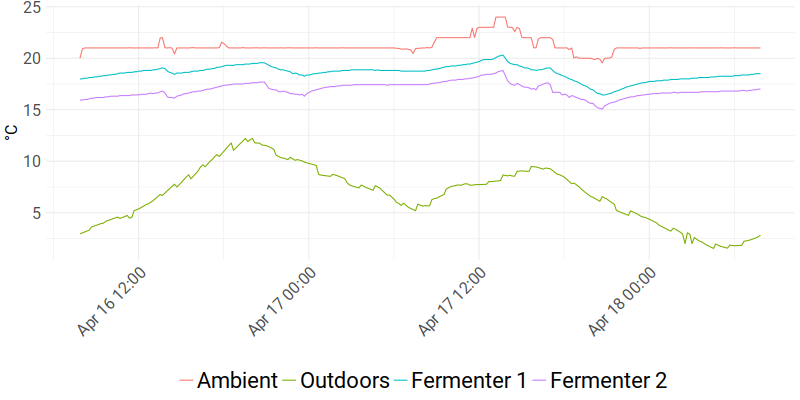 25
20
15
10
5
°C
Apr 16 12:00
Apr 17 00:00
Apr 17 12:00
Apr 18 00:00
Ambient Outdoors Fermenter 1 Fermenter 2